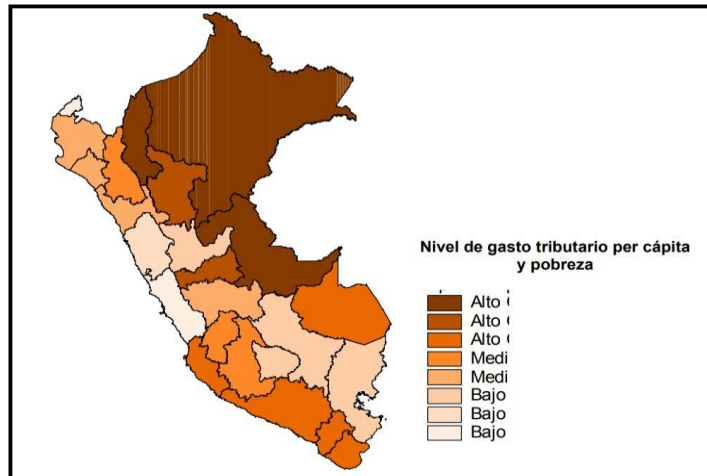 Nivel de gasto tributario per cápita
y pobreza
Alto
Alto
Alto
Medi
Medi
Bajo
Bajo
Bajo